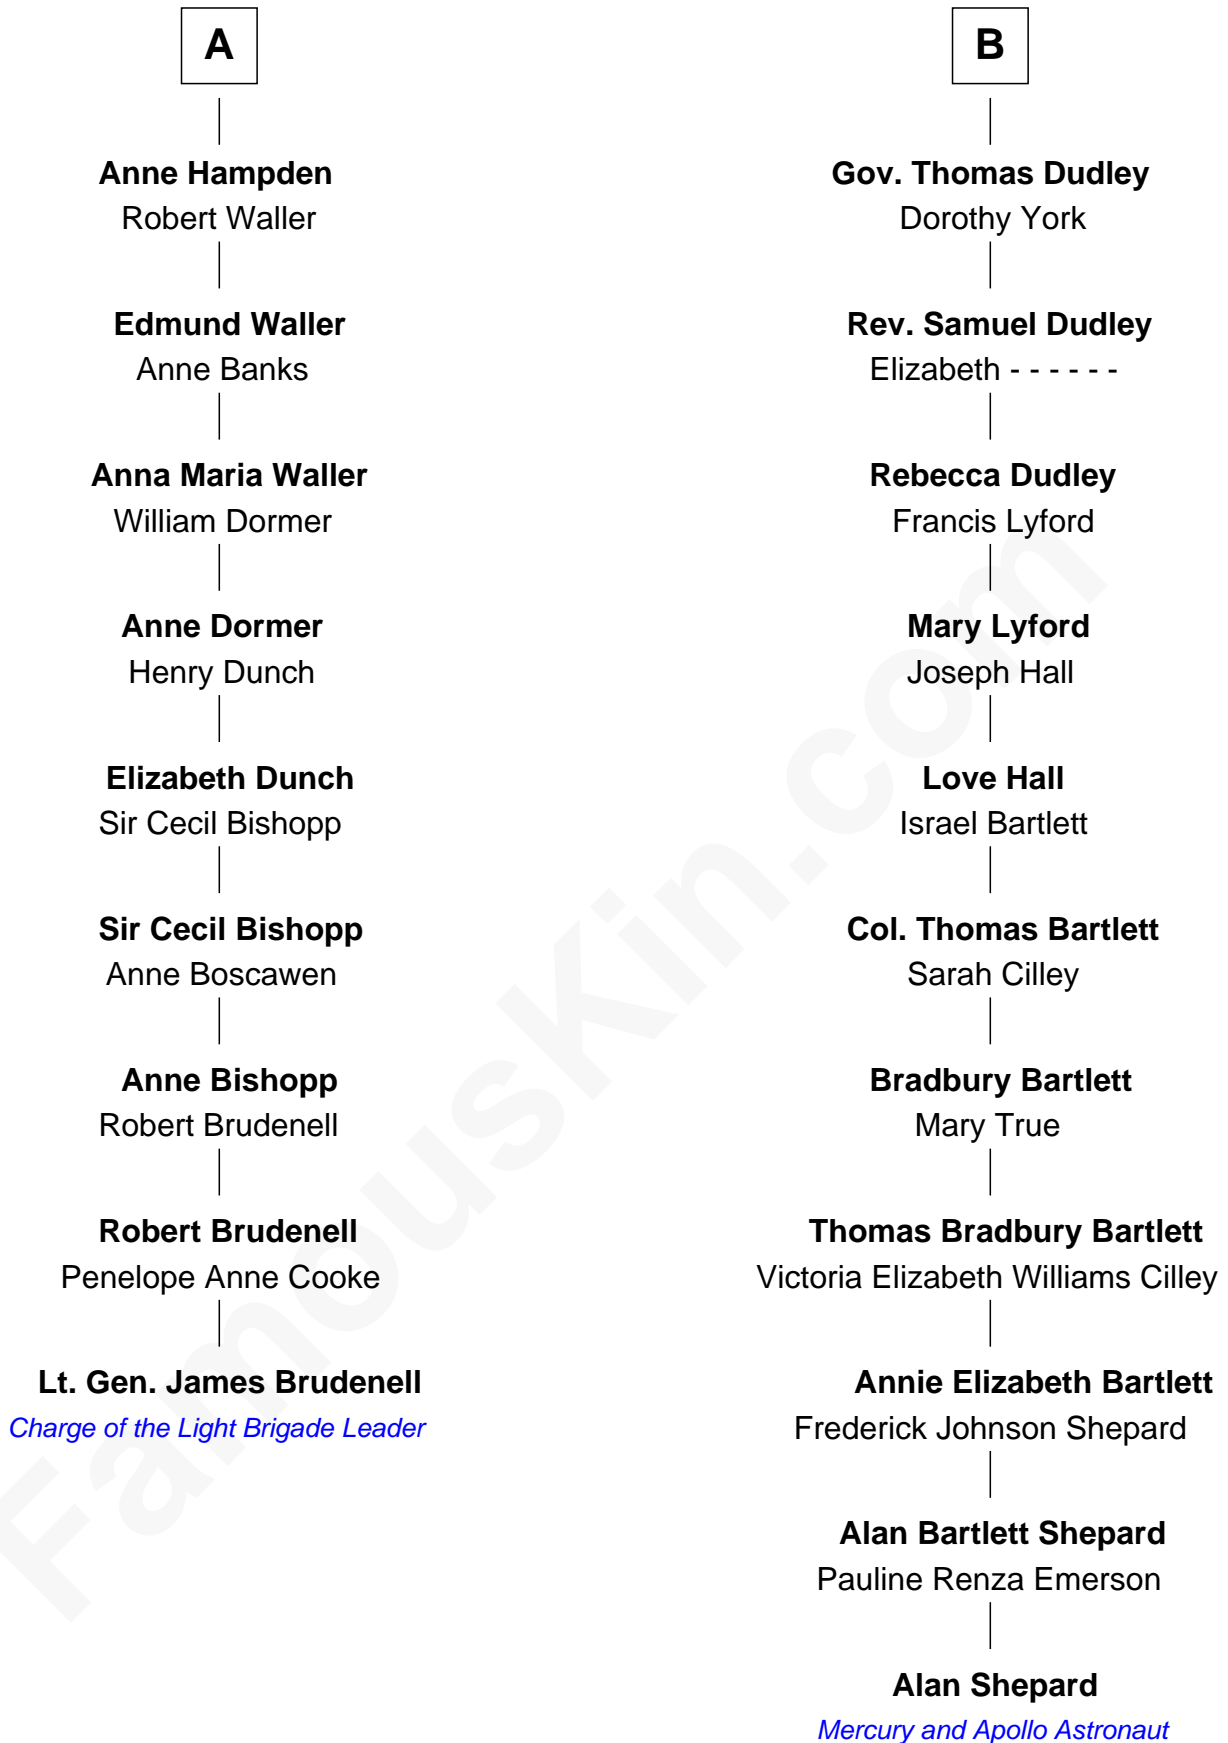 A
Anne Hampden
Robert Waller
Edmund Waller
Anne Banks
Anna Maria Waller
William Dormer
Anne Dormer
Henry Dunch
Elizabeth Dunch
Sir Cecil Bishopp
Sir Cecil Bishopp
Anne Boscawen
Anne Bishopp
Robert Brudenell
Robert Brudenell
Penelope Anne Cooke
Lt. Gen. James Brudenell
Charge of the Light Brigade Leader
B
Gov. Thomas Dudley
Dorothy York
Rev. Samuel Dudley
Elizabeth - - - - - -
Rebecca Dudley
Francis Lyford
Mary Lyford
Joseph Hall
Love Hall
Israel Bartlett
Col. Thomas Bartlett
Sarah Cilley
Bradbury Bartlett
Mary True
Thomas Bradbury Bartlett
Victoria Elizabeth Williams Cilley
Annie Elizabeth Bartlett
Frederick Johnson Shepard
Alan Bartlett Shepard
Pauline Renza Emerson
Alan Shepard
Mercury and Apollo Astronaut
FamousKin.com